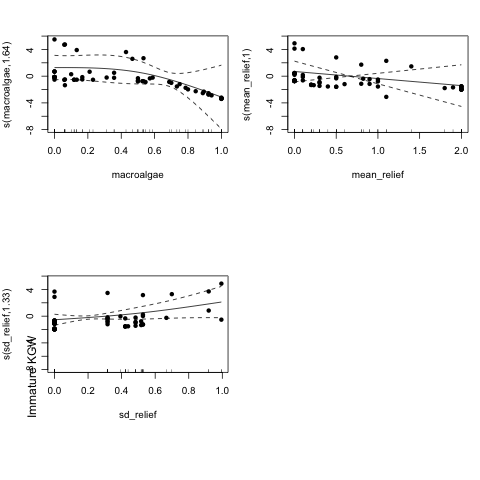 s(macroalgae,1.64)
-8 -4 0 4
0.0 0.2 0.4 0.6 0.8 1.0
macroalgae
s(mean_relief,1)
-8 -4 0 4
0.0 0.5 1.0 1.5 2.0
mean_relief
s(sd_relief,1.33)
0 4
0.0 0.2 0.4 0.6 0.8 1.0
sd_relief
Immature KGW